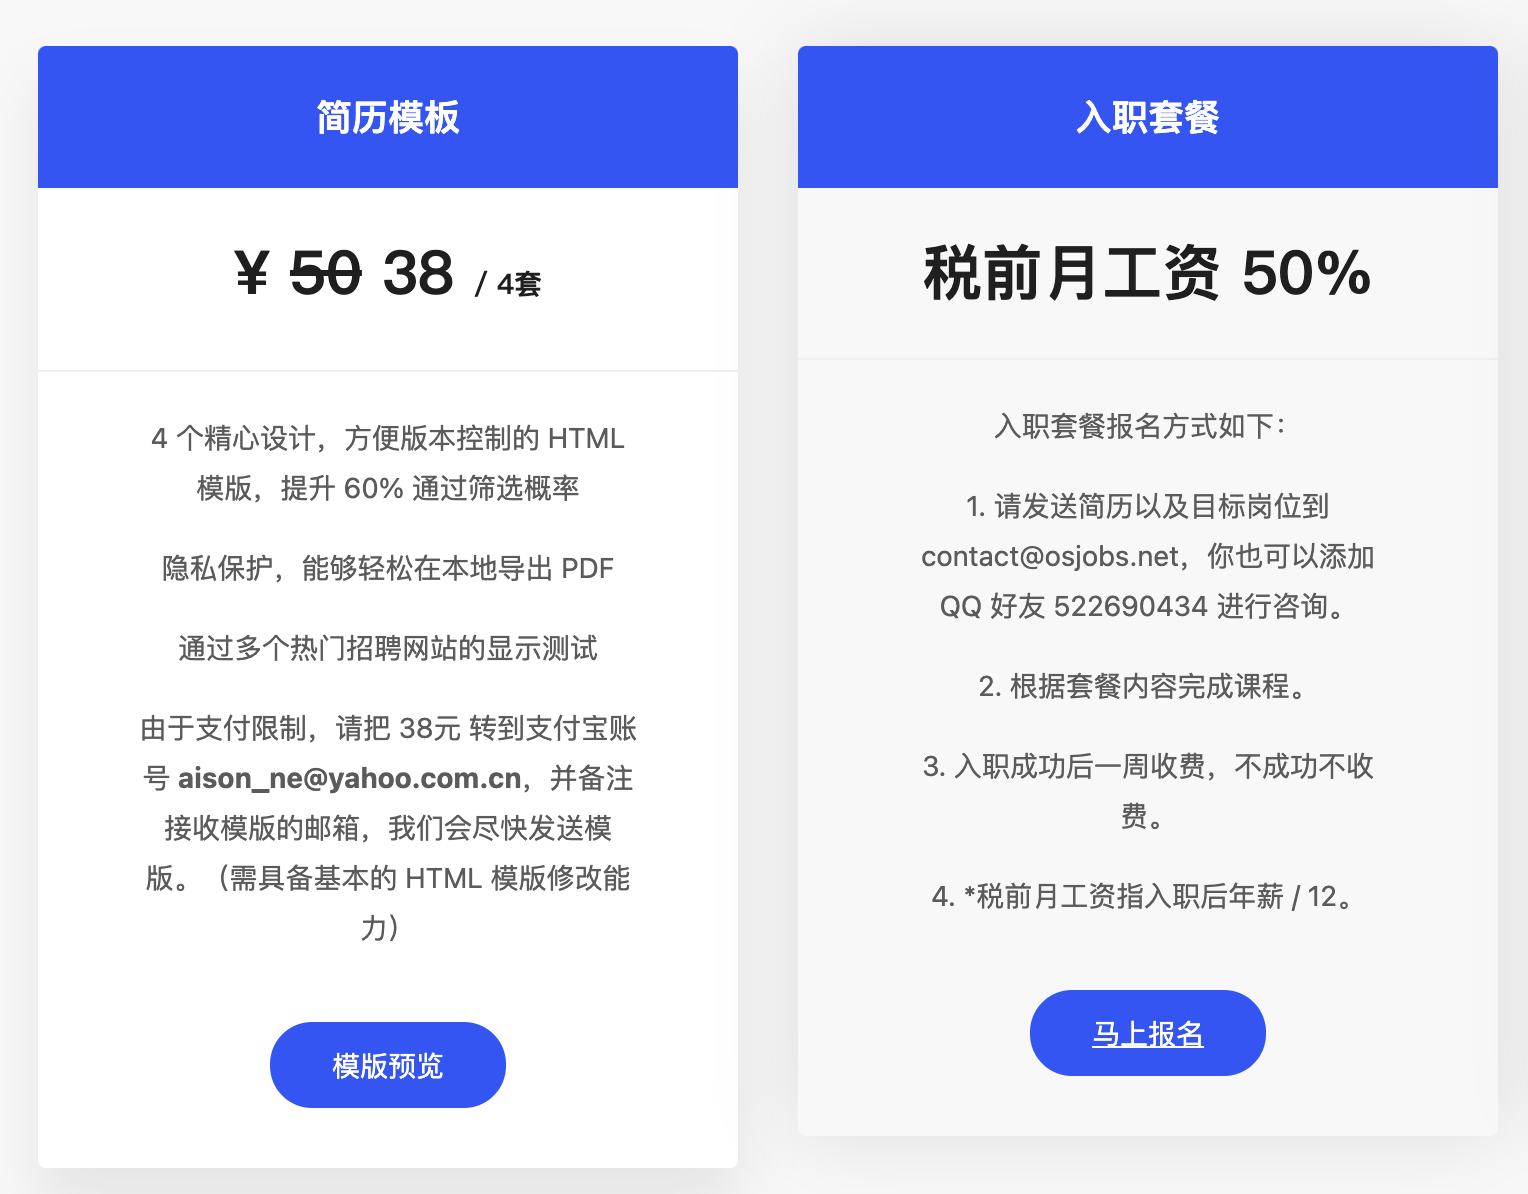 简历模板
¥ 50 38 / 4套
4 个精心设计，方便版本控制的 HTML
模版，提升 60% 通过筛选概率
隐私保护，能够轻松在本地导出 PDF
通过多个热门招聘网站的显示测试
由于支付限制，请把 38元 转到支付宝账
号 aison_ne@yahoo.com.cn，并备注
接收模版的邮箱，我们会尽快发送模
版。（需具备基本的 HTML 模版修改能
力）
模版预览
入职套餐
税前月工资 50%
入职套餐报名方式如下：
1. 请发送简历以及目标岗位到
contact@osjobs.net，你也可以添加
QQ 好友 522690434 进行咨询。
2. 根据套餐内容完成课程。
3. 入职成功后一周收费，不成功不收
费。
4. *税前月工资指入职后年薪 / 12。
马上报名